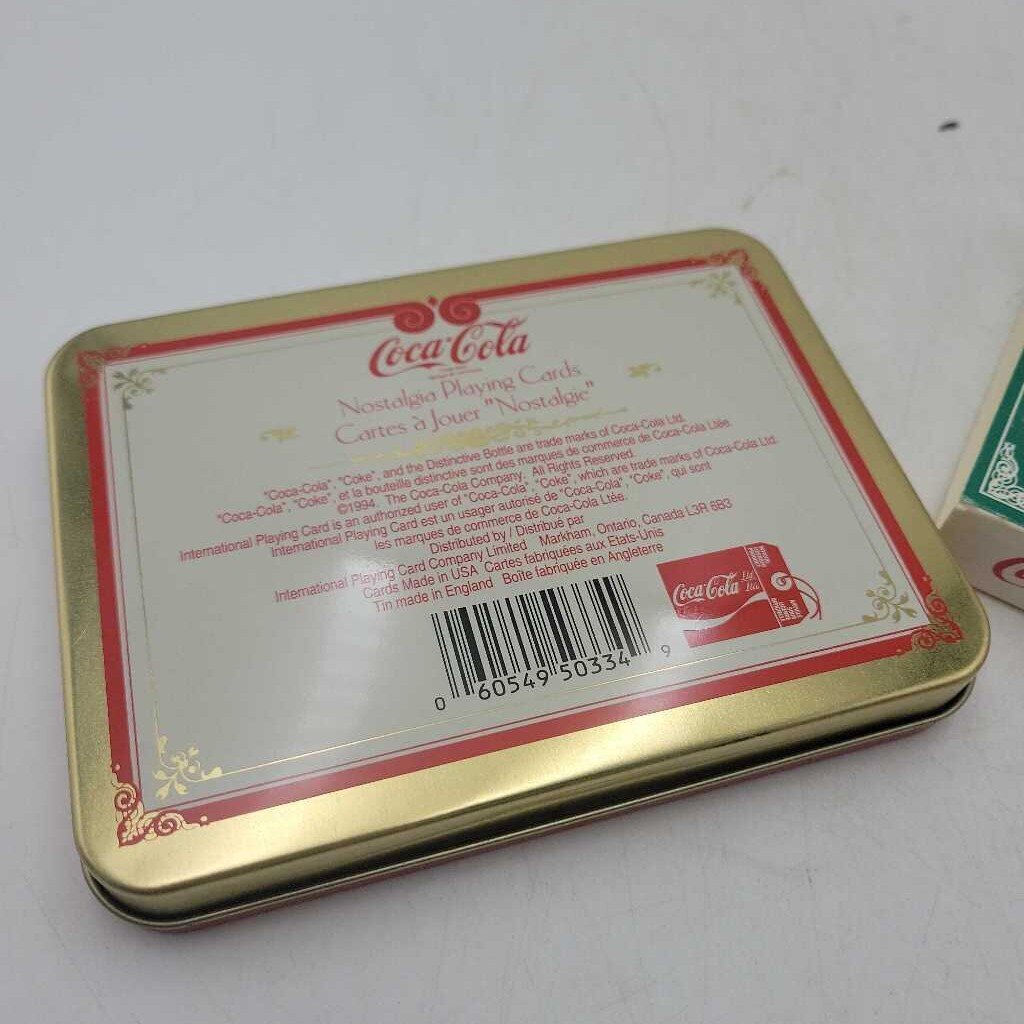 Coca-Cola
Nostalgia Playing Cards
Cartes à Jouer "Nostalgie"
"Coca-Cola", "Coke", and the Distinctive Bottle are trade marks of Coca-Cola Ltd.
"Coca-Cola", "Coke", et la bouteille distinctive sont des marques de commerce de Coca-Cola Ltée.
©1994. The Coca-Cola Company. All Rights Reserved.
International Playing Card is an authorized user of "Coca-Cola", "Coke", which are trade marks of Coca-Cola Ltd.
International Playing Card est un usager autorisé de "Coca-Cola", "Coke", qui sont
les marques de commerce de Coca-Cola Ltée.
Distributed by / Distribué par
International Playing Card Company Limited Markham, Ontario, Canada L3R 6B3
Cards Made in USA Cartes fabriquées aux Etats-Unis
Tin made in England Boîte fabriquée en Angleterre
Coca-Cola Ltd. Ltée.
0 60549 50334 9